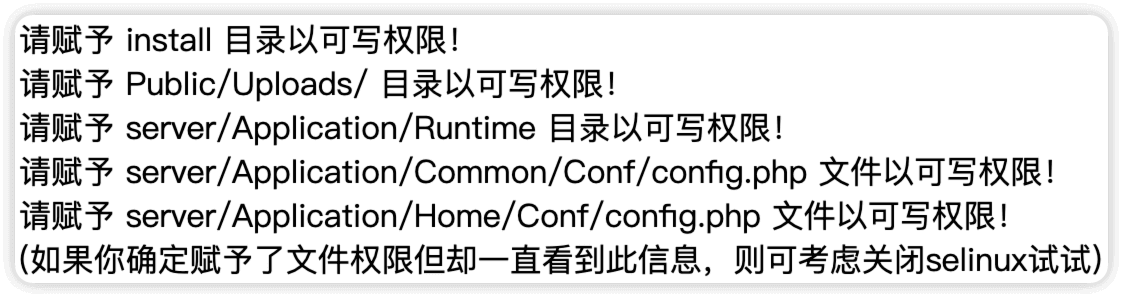 请赋予 install 目录以可写权限！
请赋予 Public/Uploads/ 目录以可写权限！
请赋予 server/Application/Runtime 目录以可写权限！
请赋予 server/Application/Common/Conf/config.php 文件以可写权限！
请赋予 server/Application/Home/Conf/config.php 文件以可写权限！
(如果你确定赋予了文件权限但却一直看到此信息，则可考虑关闭selinux试试)